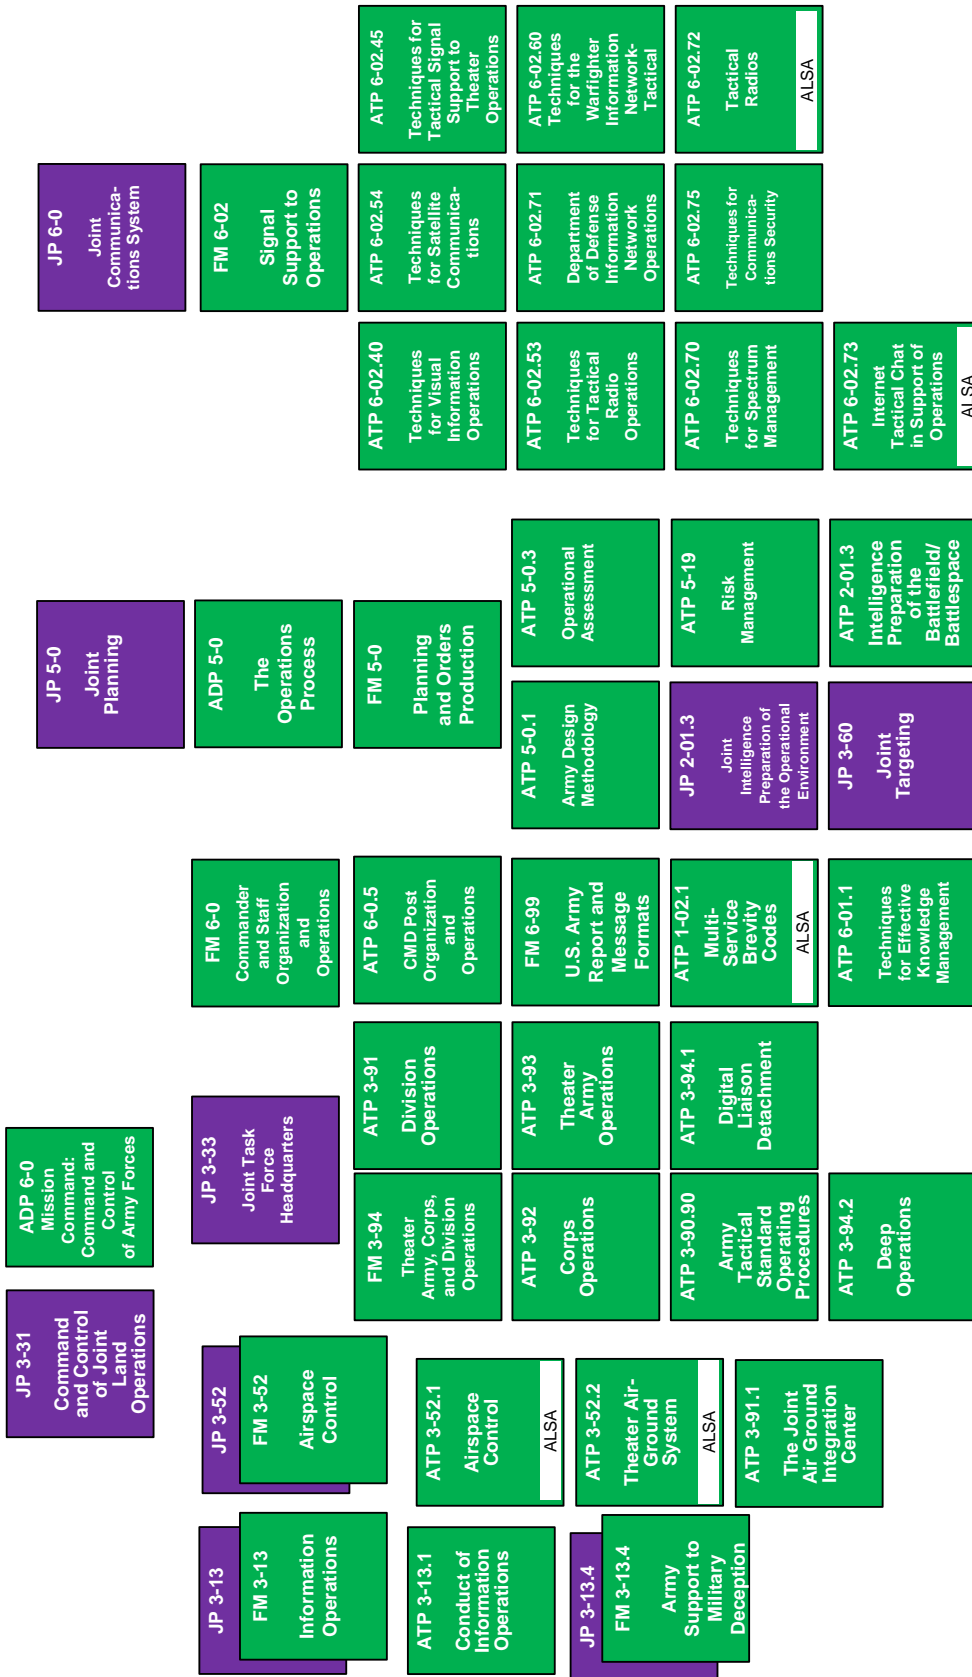 JP 3-31
Command
and Control
of Joint
Land
Operations
ADP 6-0
Mission
Command:
Command and
Control
of Army Forces
JP 3-13
FM 3-13
Information
Operations
ATP 3-13.1
Conduct of
Information
Operations
JP 3-13.4
FM 3-13.4
Army
Support to
Military
Deception
JP 3-52
FM 3-52
Airspace
Control
ATP 3-52.1
Airspace
Control
ALSA
ATP 3-52.2
Theater Air-
Ground
System
ALSA
ATP 3-91.1
The Joint
Air Ground
Integration
Center
JP 3-33
Joint Task
Force
Headquarters
FM 3-94
Theater
Army, Corps,
and Division
Operations
ATP 3-91
Division
Operations
ATP 3-92
Corps
Operations
ATP 3-93
Theater
Army
Operations
ATP 3-90.90
Army
Tactical
Standard
Operating
Procedures
ATP 3-94.1
Digital
Liaison
Detachment
ATP 3-94.2
Deep
Operations
FM 6-0
Commander
and Staff
Organization
and
Operations
ATP 6-0.5
CMD Post
Organization
and
Operations
FM 6-99
U.S. Army
Report and
Message
Formats
ATP 1-02.1
Multi-
Service
Brevity
Codes
ALSA
ATP 6-01.1
Techniques
for Effective
Knowledge
Management
JP 5-0
Joint
Planning
ADP 5-0
The
Operations
Process
FM 5-0
Planning
and Orders
Production
ATP 5-0.1
Army Design
Methodology
ATP 5-0.3
Operational
Assessment
JP 2-01.3
Joint
Intelligence
Preparation of
the Operational
Environment
ATP 5-19
Risk
Management
JP 3-60
Joint
Targeting
ATP 2-01.3
Intelligence
Preparation
of the
Battlefield/
Battlespace
JP 6-0
Joint
Communica-
tions System
FM 6-02
Signal
Support to
Operations
ATP 6-02.40
Techniques
for Visual
Information
Operations
ATP 6-02.54
Techniques
for Satellite
Communica-
tions
ATP 6-02.45
Techniques for
Tactical Signal
Support to
Theater
Operations
ATP 6-02.53
Techniques
for Tactical
Radio
Operations
ATP 6-02.71
Department
of Defense
Information
Network
Operations
ATP 6-02.60
Techniques
for the
Warfighter
Information
Network-
Tactical
ATP 6-02.70
Techniques
for Spectrum
Management
ATP 6-02.75
Techniques for
Communica-
tions Security
ATP 6-02.72
Tactical
Radios
ALSA
ATP 6-02.73
Internet
Tactical Chat
in Support of
Operations
ALSA